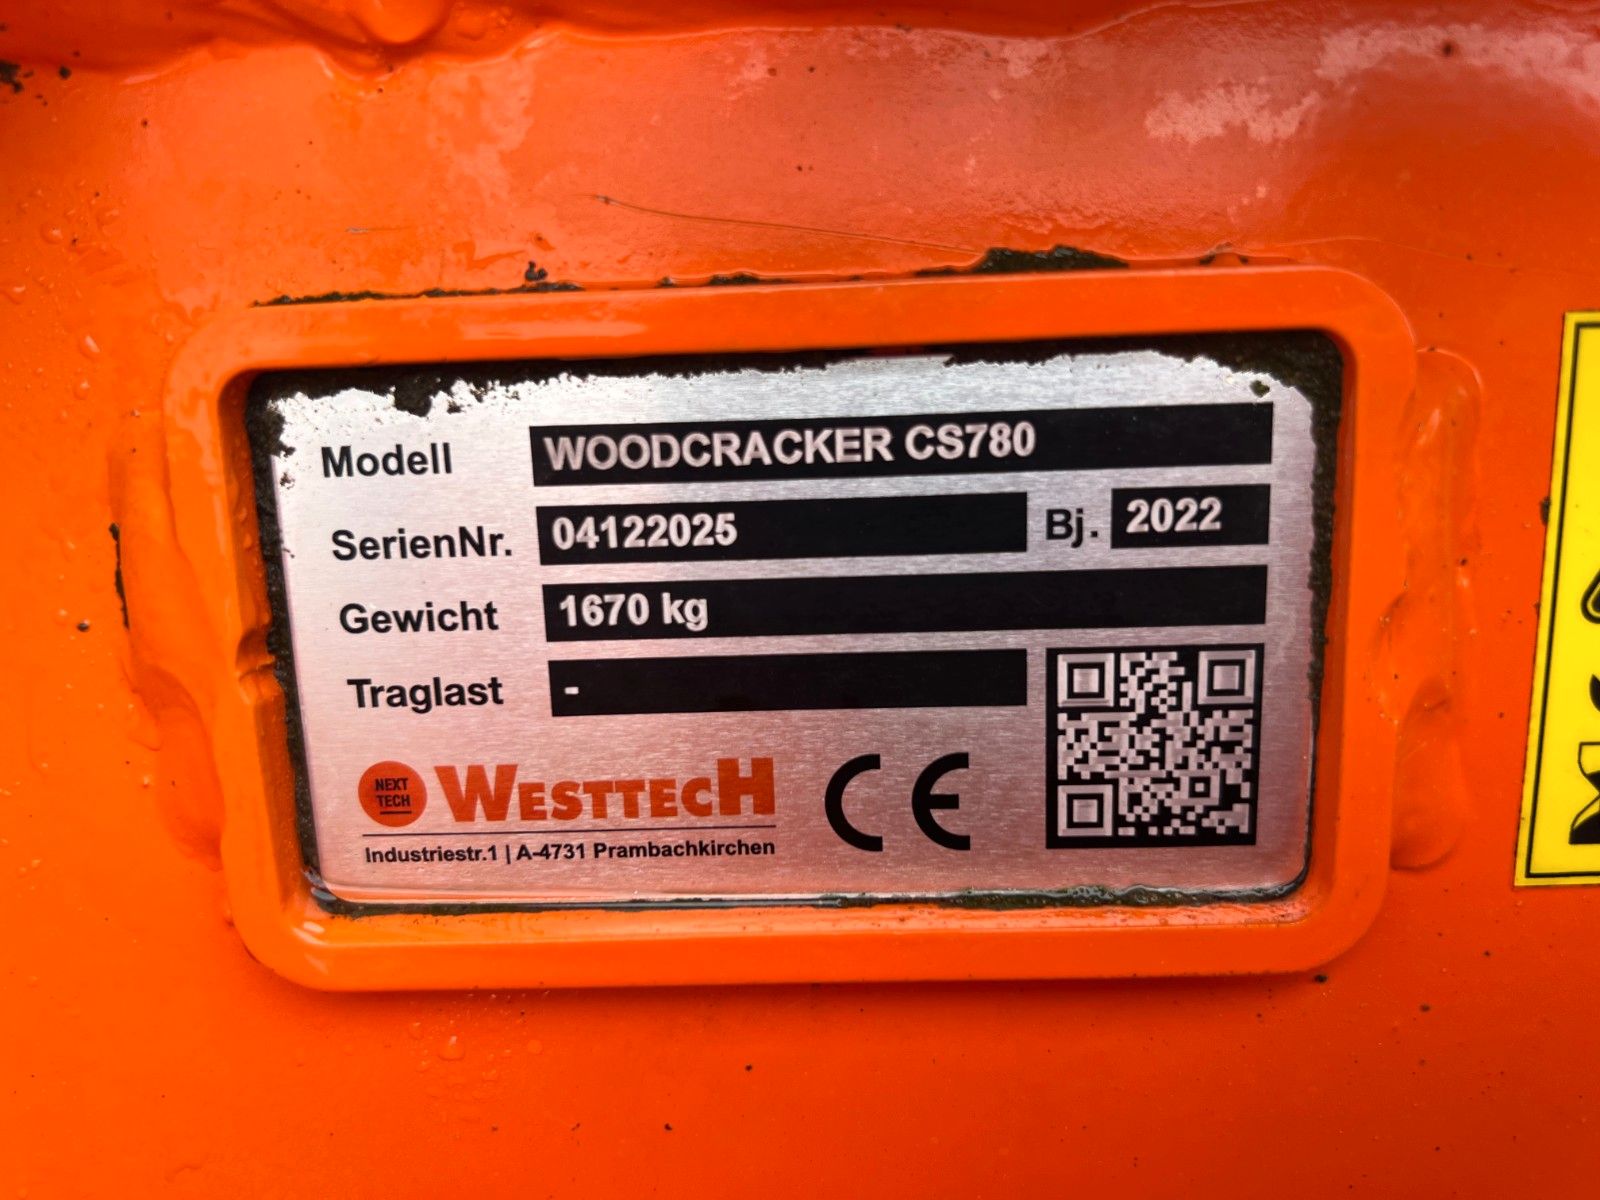 Modell WOODCRACKER CS780
SerienNr. 04122025 Bj. 2022
Gewicht 1670 kg
Traglast -
NEXT
TECH
WESTTECH
Industriestr.1 | A-4731 Prambachkirchen
CE